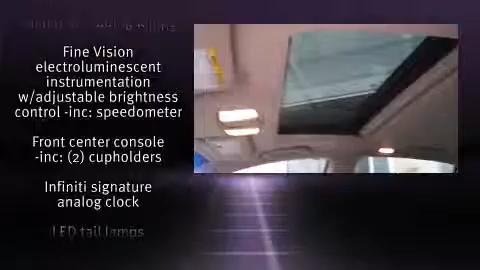 Fine Vision
electroluminescent
instrumentation
w/adjustable brightness
control -inc: speedometer
Front center console
-inc: (2) cupholders
Infiniti signature
analog clock
LED tail lamps